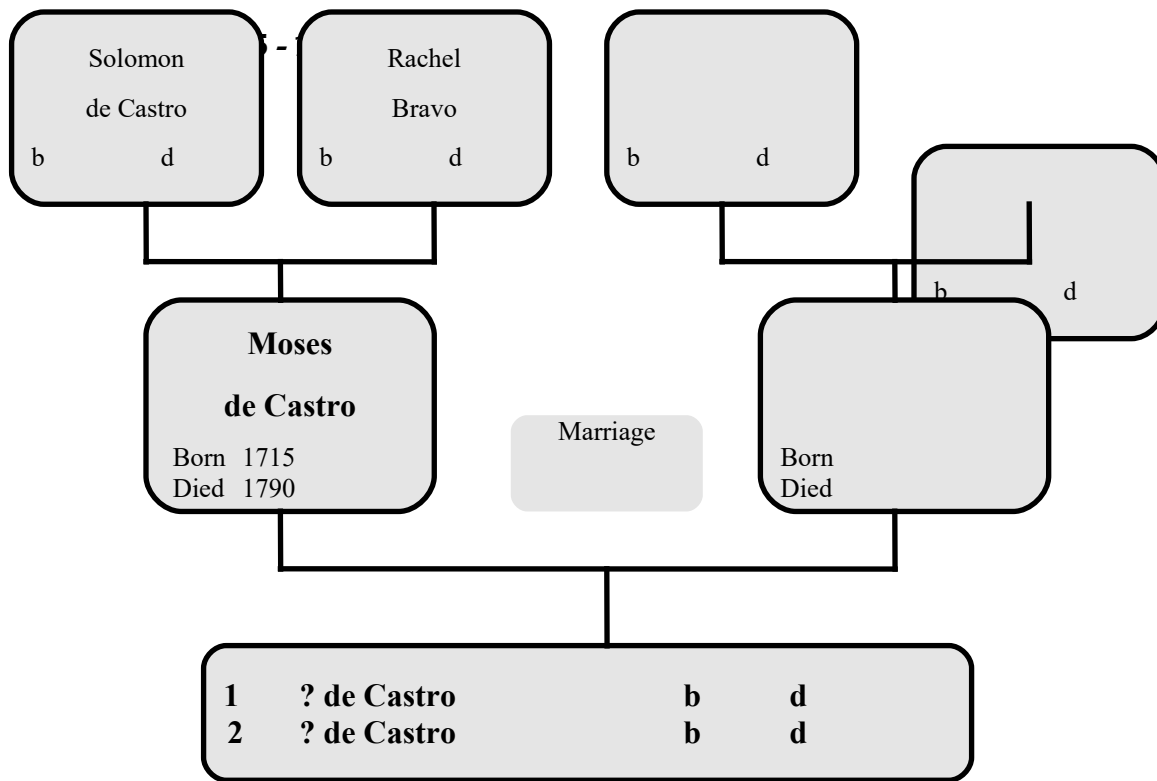 Solomon
de Castro
b d
5 -
Rachel
Bravo
b d
b d
b d
Moses
de Castro
Born 1715
Died 1790
Marriage
Born
Died
1 ? de Castro b d
2 ? de Castro b d